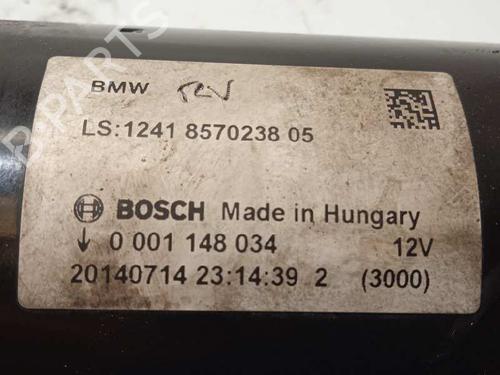 BMW
LS:1241 8570238 05
BOSCH Made in Hungary
↓ 0 001 148 034 12V
20140714 23:14:39 2 (3000)